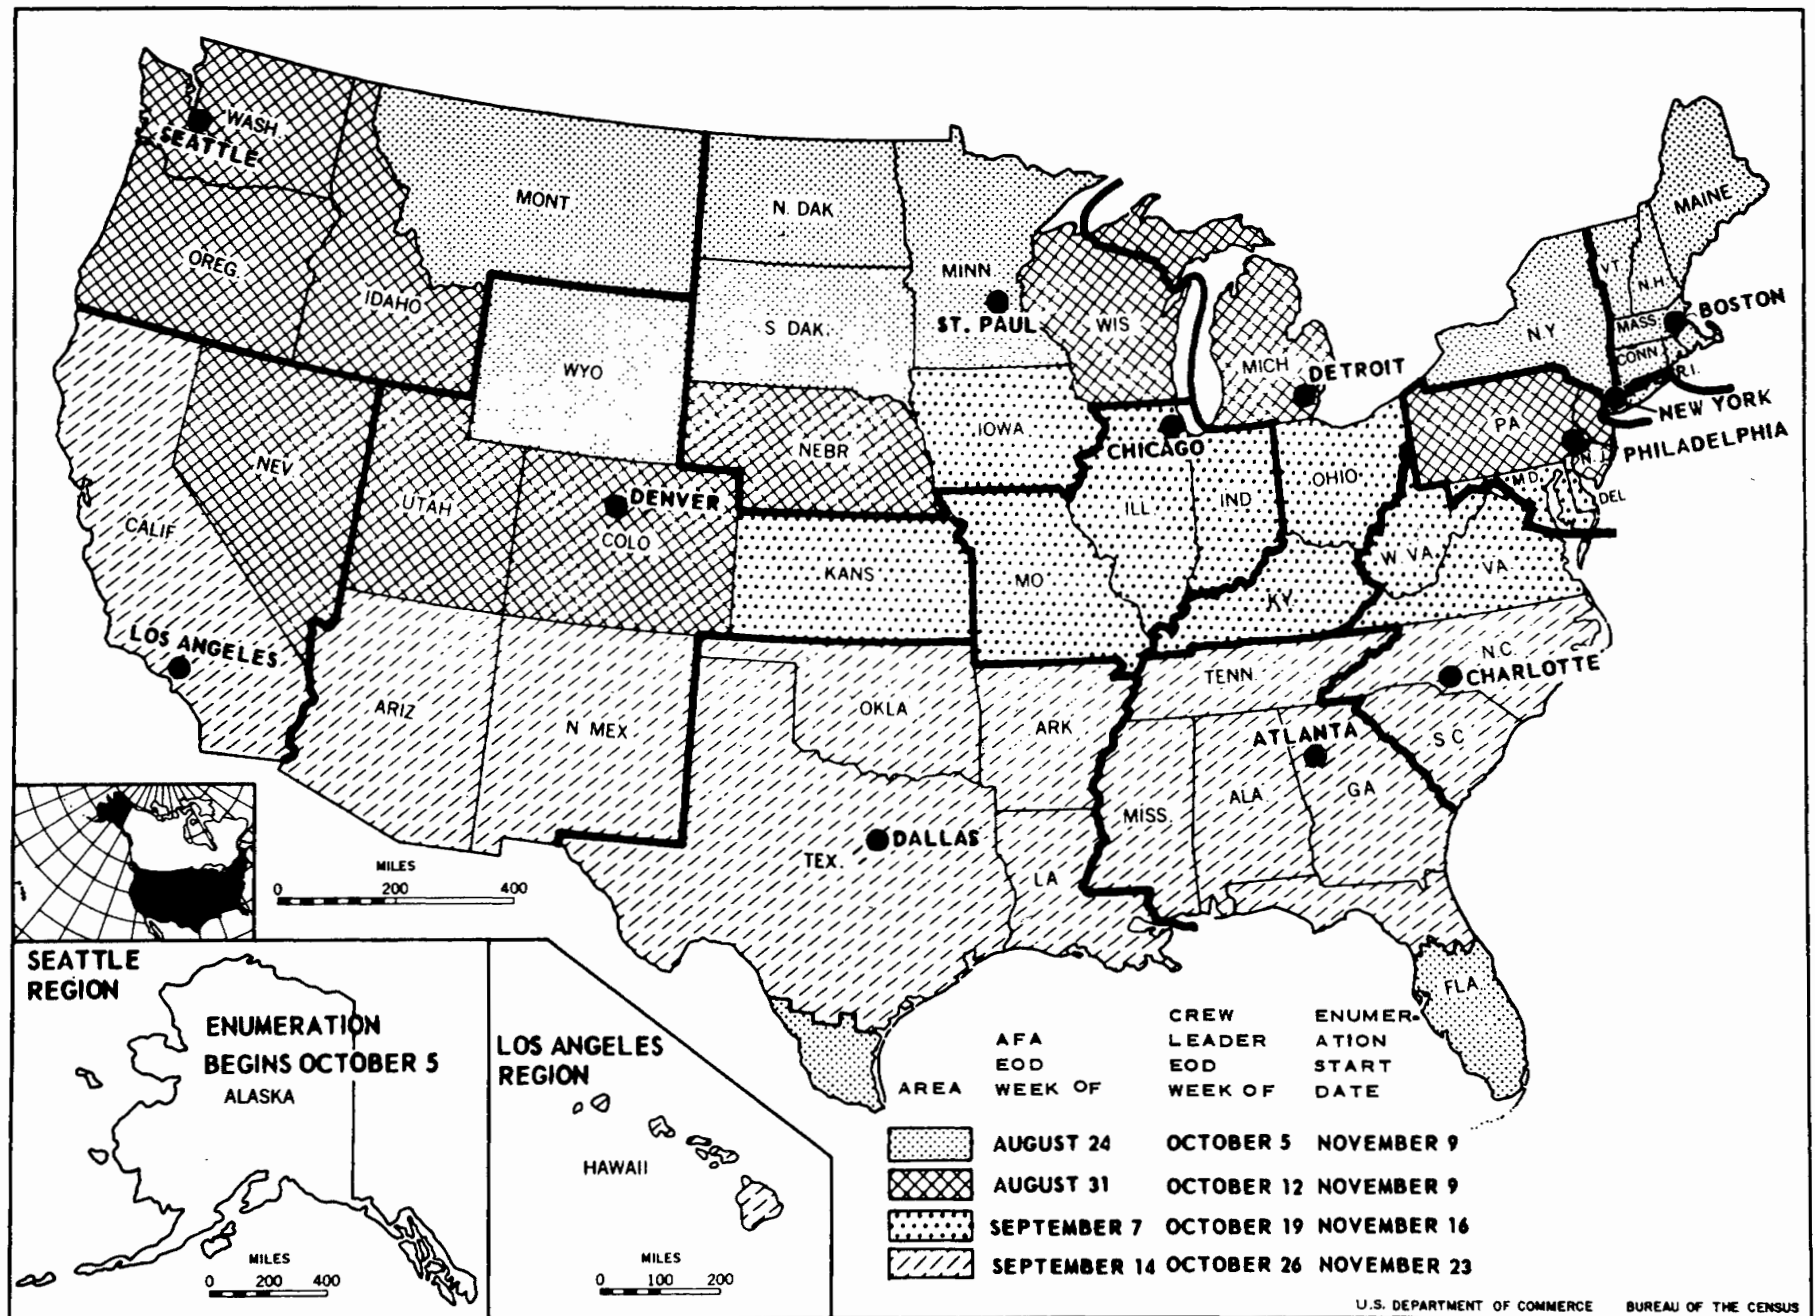 WASH.
SEATTLE
MONT
N. DAK
MINN.
MAINE
VT.
N.H.
OREG.
IDAHO
S DAK.
ST. PAUL
WIS
MICH
DETROIT
N Y
MASS.
BOSTON
CONN.
R.I.
WYO
NEW YORK
IOWA
CHICAGO
PA
N.J.
PHILADELPHIA
NEV.
UTAH
DENVER
COLO
NEBR
ILL.
IND
OHIO
MD.
DEL
CALIF
KANS
MO
KY.
W. VA.
VA.
LOS ANGELES
ARIZ
N MEX.
OKLA
ARK
TENN.
N.C.
CHARLOTTE
S C
ATLANTA
MISS.
ALA
GA
DALLAS
TEX.
LA
FLA.
MILES
0 200 400
SEATTLE
REGION
ENUMERATION
BEGINS OCTOBER 5
ALASKA
MILES
0 200 400
LOS ANGELES
REGION
HAWAII
MILES
0 100 200
CREW ENUMER-
AFA LEADER ATION
EOD EOD START
AREA WEEK OF WEEK OF DATE
AUGUST 24 OCTOBER 5 NOVEMBER 9
AUGUST 31 OCTOBER 12 NOVEMBER 9
SEPTEMBER 7 OCTOBER 19 NOVEMBER 16
SEPTEMBER 14 OCTOBER 26 NOVEMBER 23
U.S. DEPARTMENT OF COMMERCE BUREAU OF THE CENSUS